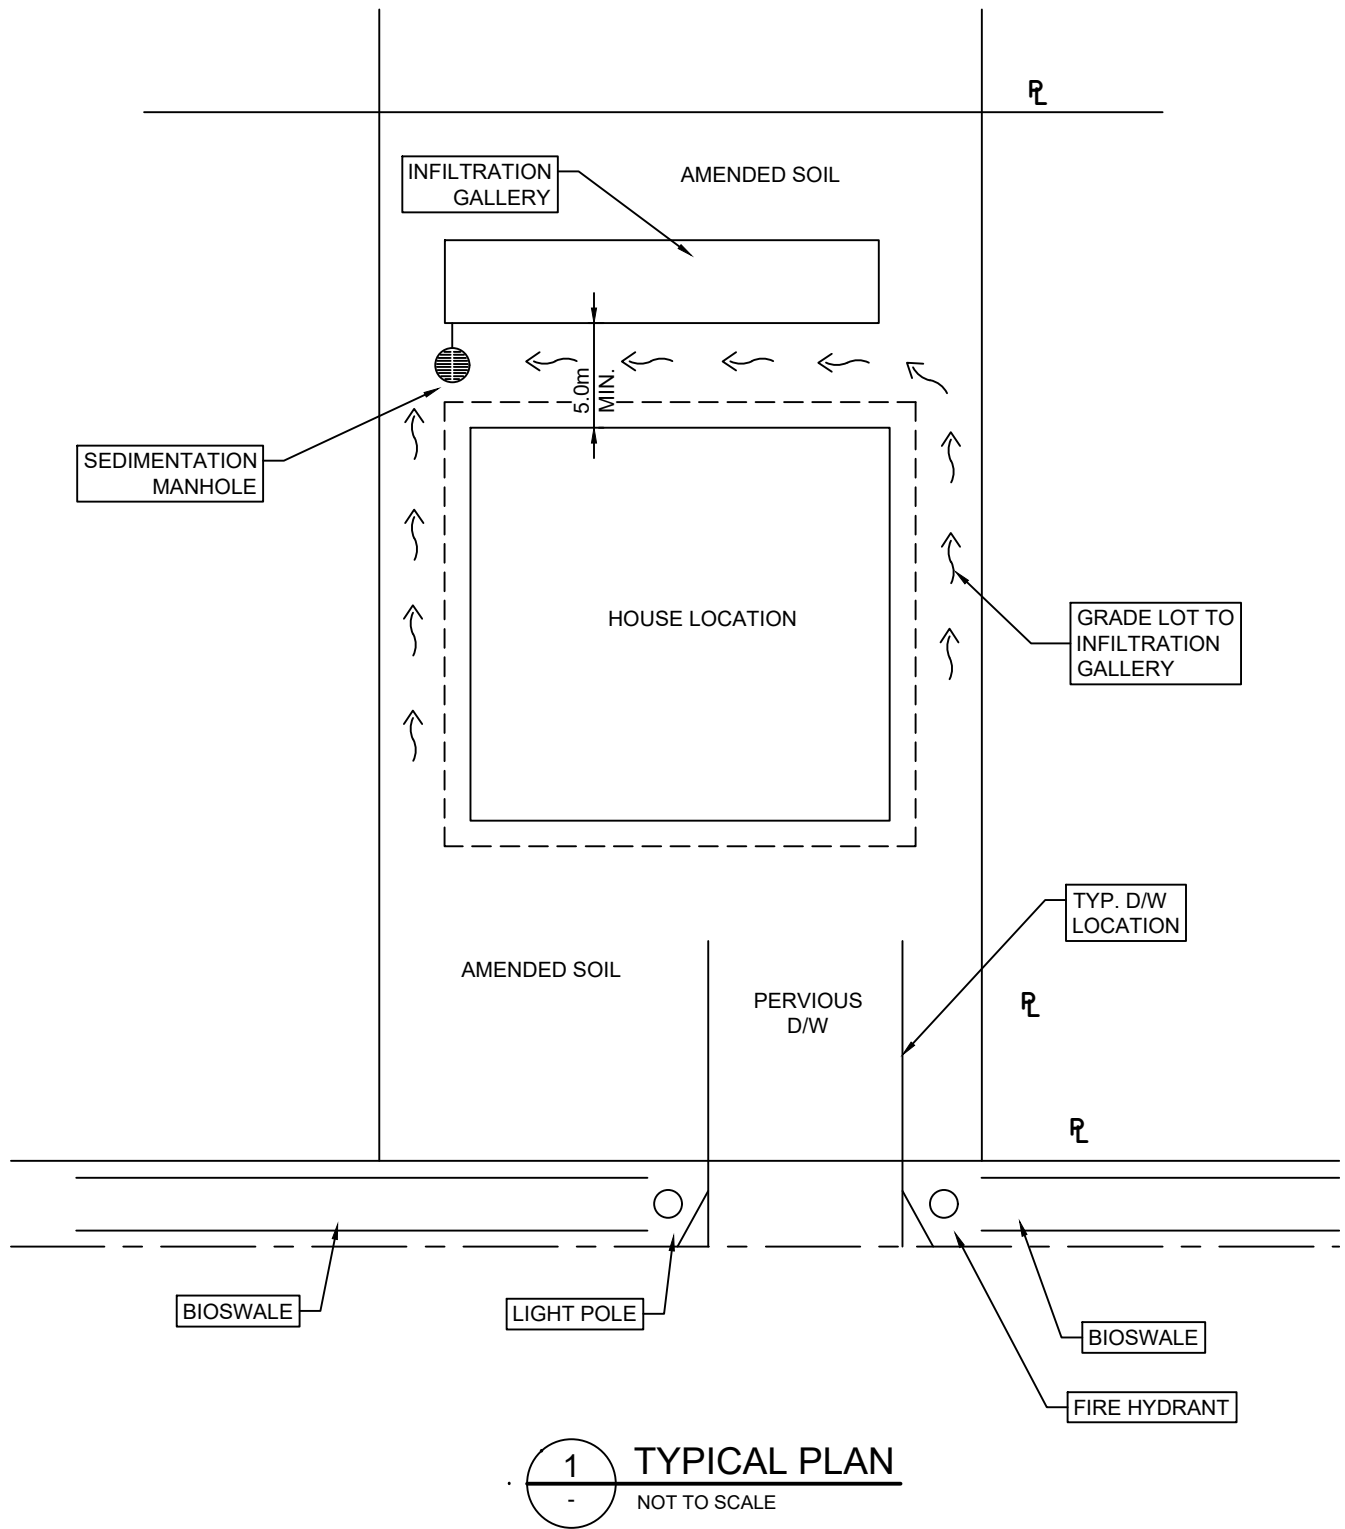 PL
INFILTRATION
GALLERY
AMENDED SOIL
5.0m
MIN.
SEDIMENTATION
MANHOLE
HOUSE LOCATION
GRADE LOT TO
INFILTRATION
GALLERY
TYP. D/W
LOCATION
AMENDED SOIL
PERVIOUS
D/W
PL
PL
BIOSWALE
LIGHT POLE
BIOSWALE
FIRE HYDRANT
1
-
TYPICAL PLAN
NOT TO SCALE